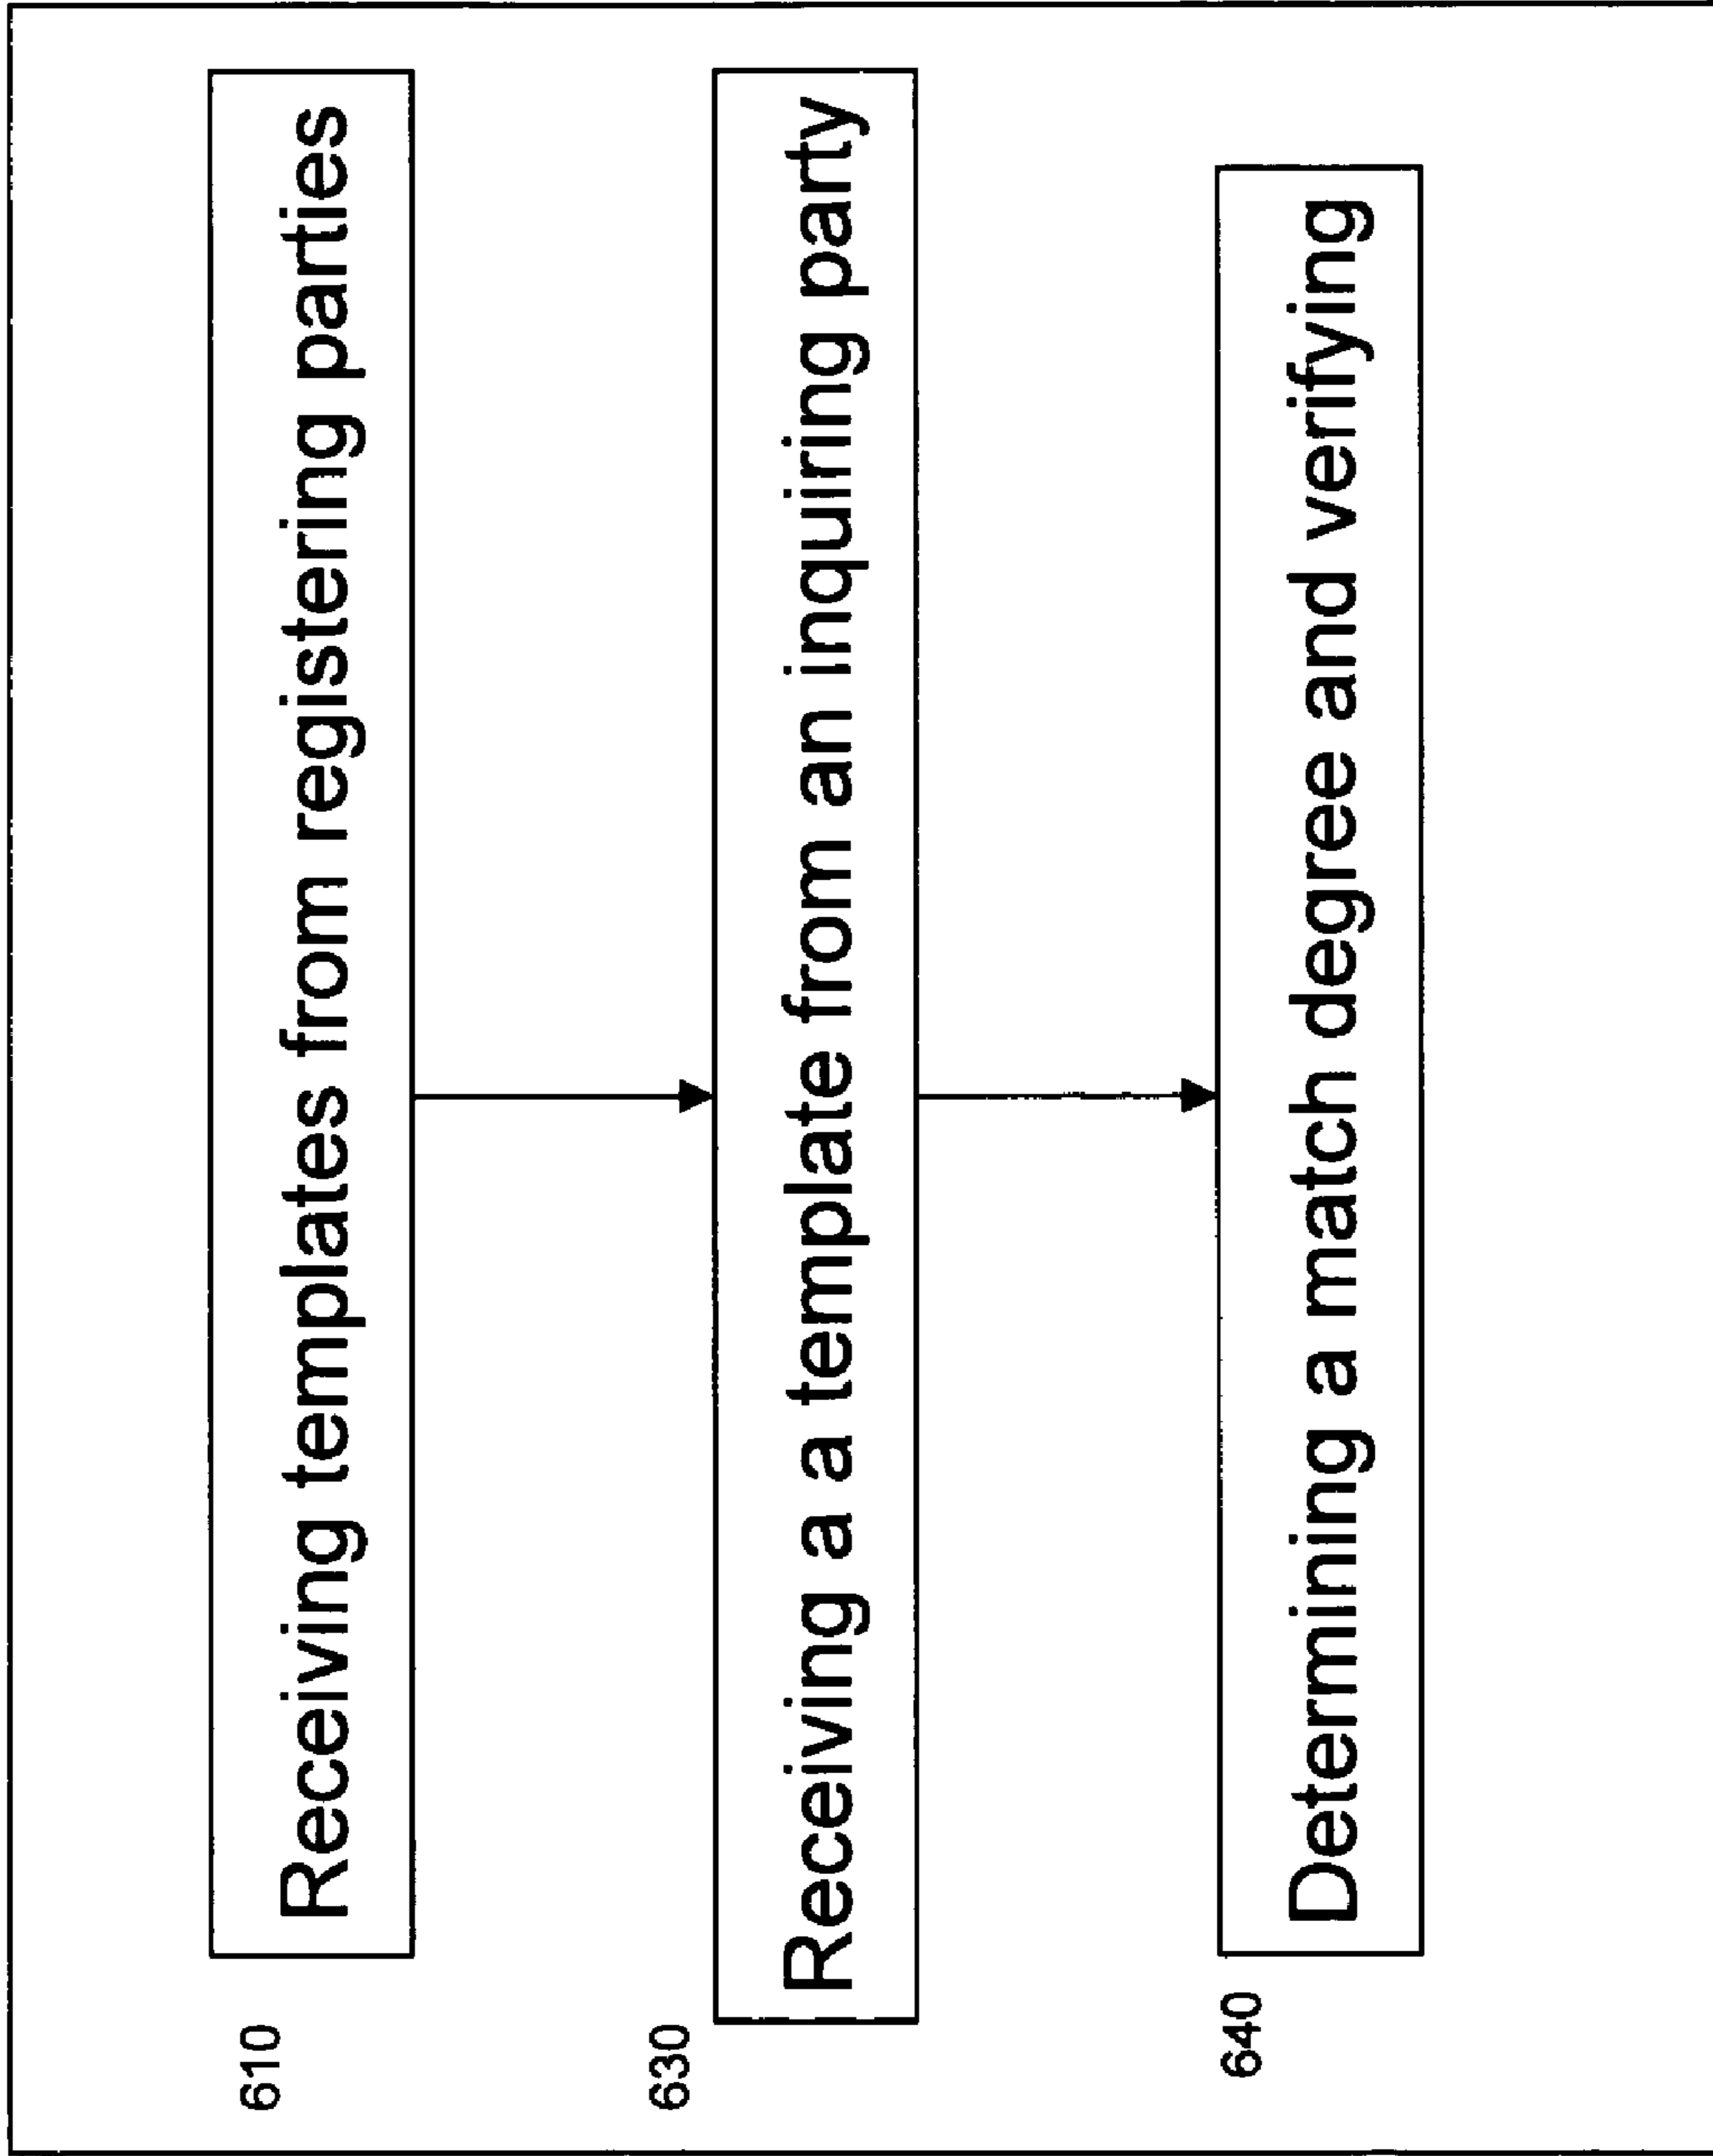 610
Receiving templates from registering parties
630
Receiving a a template from an inquiring party
640
Determining a match degree and verifying